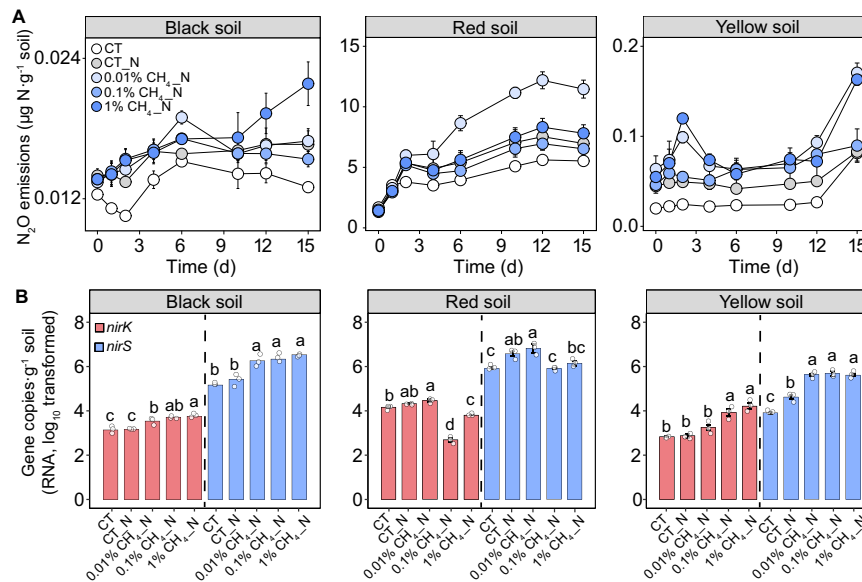 A
Black soil
Red soil
Yellow soil
N₂O emissions (μg N·g⁻¹ soil)
0.024
0.012
CT
CT_N
0.01% CH₄_N
0.1% CH₄_N
1% CH₄_N
0 3 6 9 12 15
Time (d)
15
10
5
0
0 3 6 9 12 15
Time (d)
0.2
0.1
0.0
0 3 6 9 12 15
Time (d)
B
Black soil
Red soil
Yellow soil
Gene copies·g⁻¹ soil
(RNA, log₁₀ transformed)
6
4
2
0
nirK
nirS
c c b ab a b b a a a
CT CT_N 0.01% CH₄_N 0.1% CH₄_N 1% CH₄_N CT CT_N 0.01% CH₄_N 0.1% CH₄_N 1% CH₄_N
8
6
4
2
0
b a a d c c ab a c bc
CT CT_N 0.01% CH₄_N 0.1% CH₄_N 1% CH₄_N CT CT_N 0.01% CH₄_N 0.1% CH₄_N 1% CH₄_N
8
6
4
2
0
b b b a a c b a a a
CT CT_N 0.01% CH₄_N 0.1% CH₄_N 1% CH₄_N CT CT_N 0.01% CH₄_N 0.1% CH₄_N 1% CH₄_N